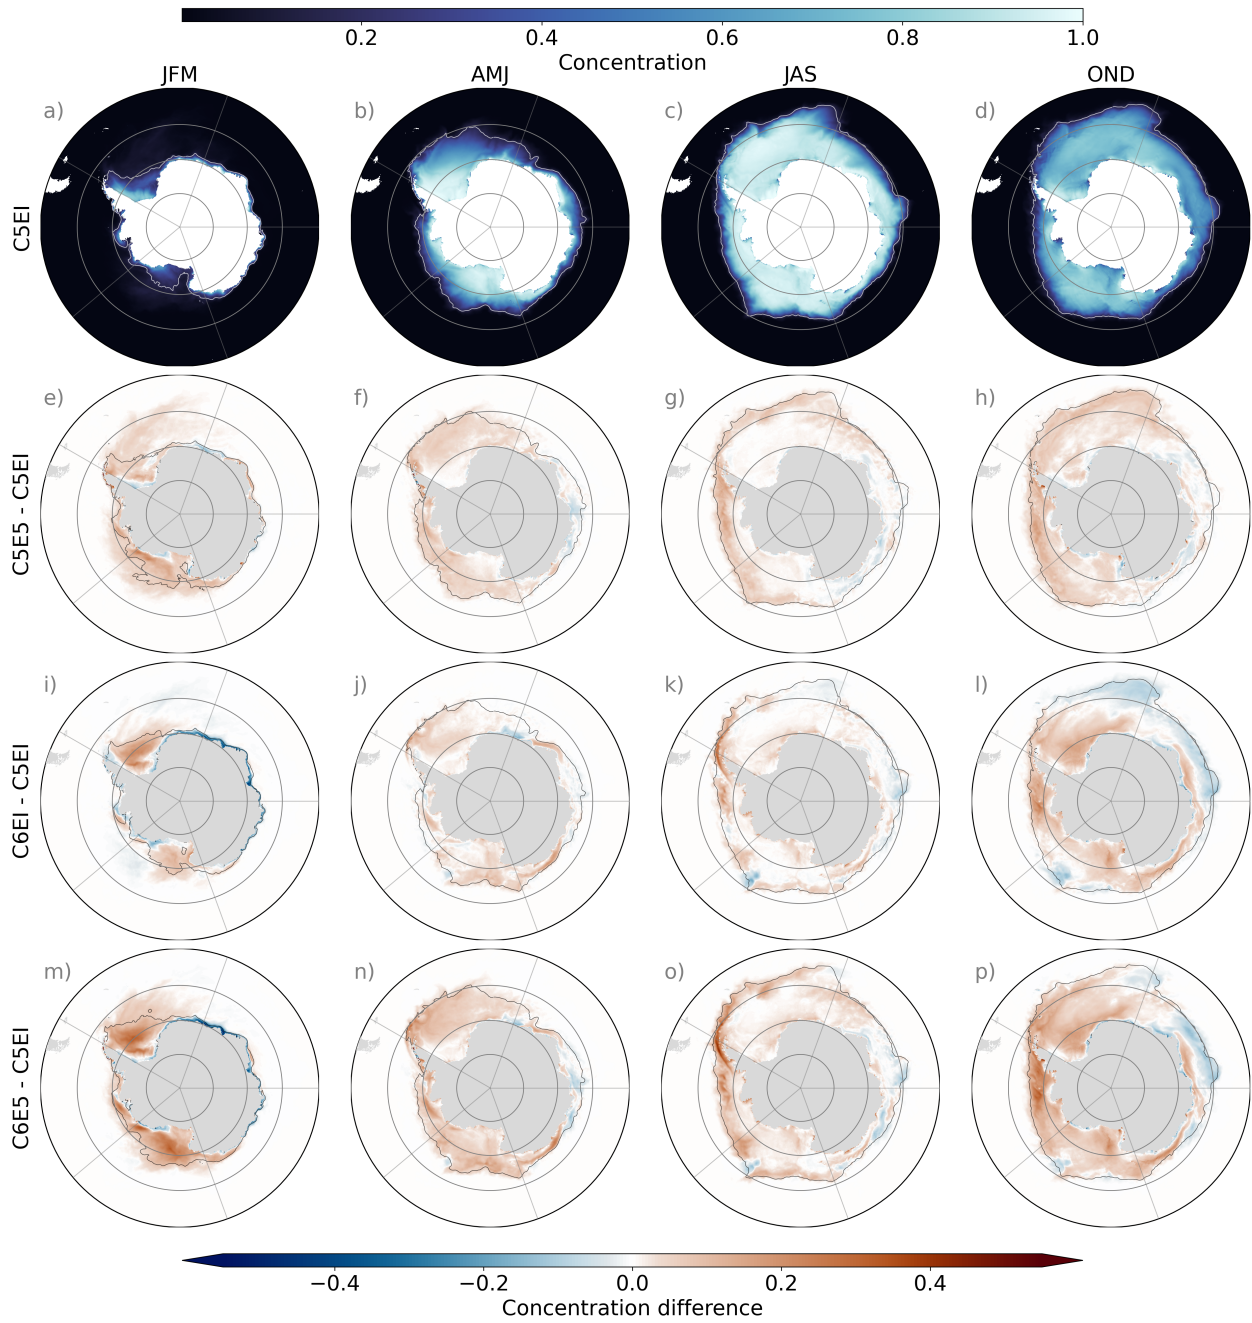 0.2 0.4 0.6 0.8 1.0
Concentration
JFM AMJ JAS OND
a) b) c) d)
C5EI
e) f) g) h)
C5E5 - C5EI
i) j) k) l)
C6EI - C5EI
m) n) o) p)
C6E5 - C5EI
−0.4 −0.2 0.0 0.2 0.4
Concentration difference